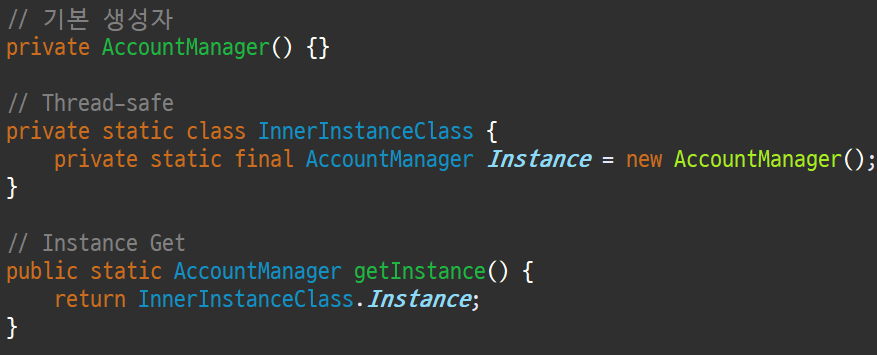 // 기본 생성자
private AccountManager() {}
// Thread-safe
private static class InnerInstanceClass {
    private static final AccountManager Instance = new AccountManager();
}
// Instance Get
public static AccountManager getInstance() {
    return InnerInstanceClass.Instance;
}